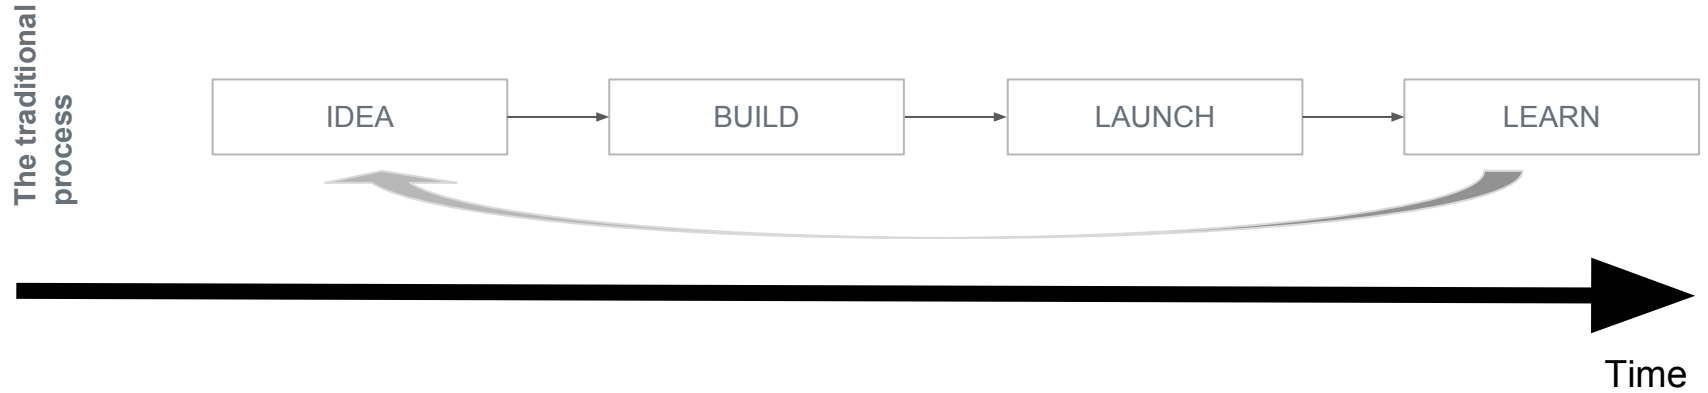 The traditional
process
IDEA
BUILD
LAUNCH
LEARN
Time